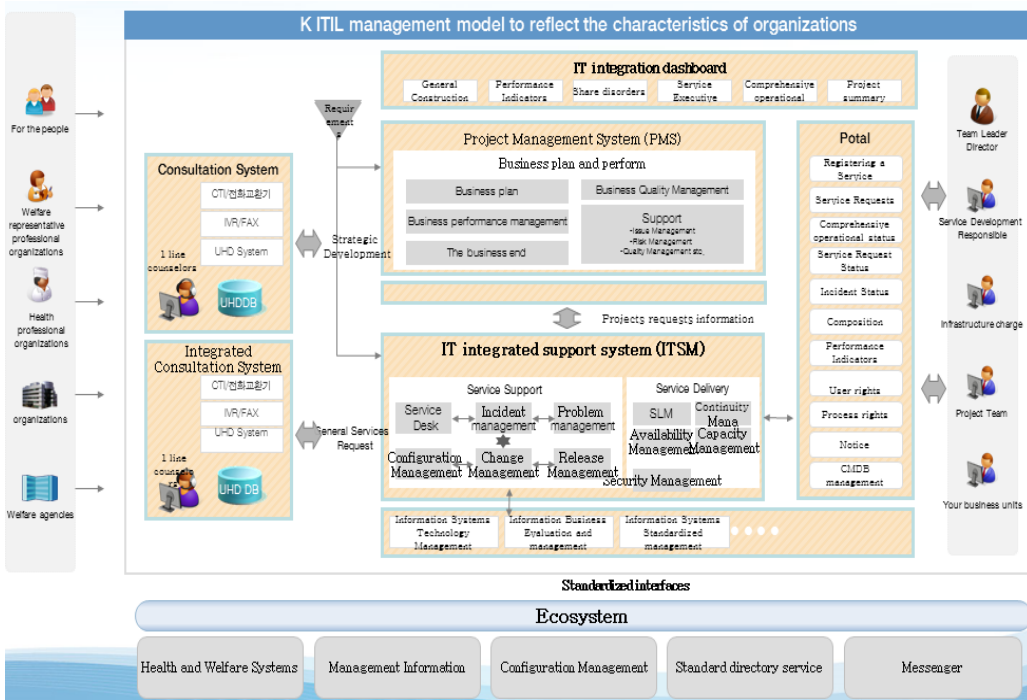 K ITIL management model to reflect the characteristics of organizations
For the people
Welfare
representative
professional
organizations
Health
professional
organizations
organizations
Welfare agencies
Consultation System
CTI/전화교환기
IVR/FAX
UHD System
1 line
counselors
UHDDB
Integrated
Consultation System
CTI/전화교환기
IVR/FAX
UHD System
1 line
UHD DB
Requir
ement
s
Strategic
Development
General Services
Request
IT integration dashboard
General
Construction
Performance
Indicators
Share disorders
Service
Executive
Comprehensive
operational
Project
summary
Project Management System (PMS)
Business plan and perform
Business plan
Business performance management
The business end
Business Quality Management
Support
-Issue Management
-Risk Management
-Quality Management etc.
Projects requests information
IT integrated support system (ITSM)
Service Support
Service
Desk
Incident
management
Problem
management
Configuration
Management
Change
Management
Release
Management
Service Delivery
SLM
Continuity
Mana
Availability
Management
Capacity
Management
Security Management
Information Systems
Technology
Management
Information Business
Evaluation and
management
Information Systems
Standardized
management
Potal
Registering a
Service
Service Requests
Comprehensive
operational status
Service Request
Status
Incident Status
Composition
Performance
Indicators
User rights
Process rights
Notice
CMDB
management
Team Leader
Director
Service Development
Responsible
Infrastructure charge
Project Team
Your business units
Standardized interfaces
Ecosystem
Health and Welfare Systems
Management Information
Configuration Management
Standard directory service
Messenger